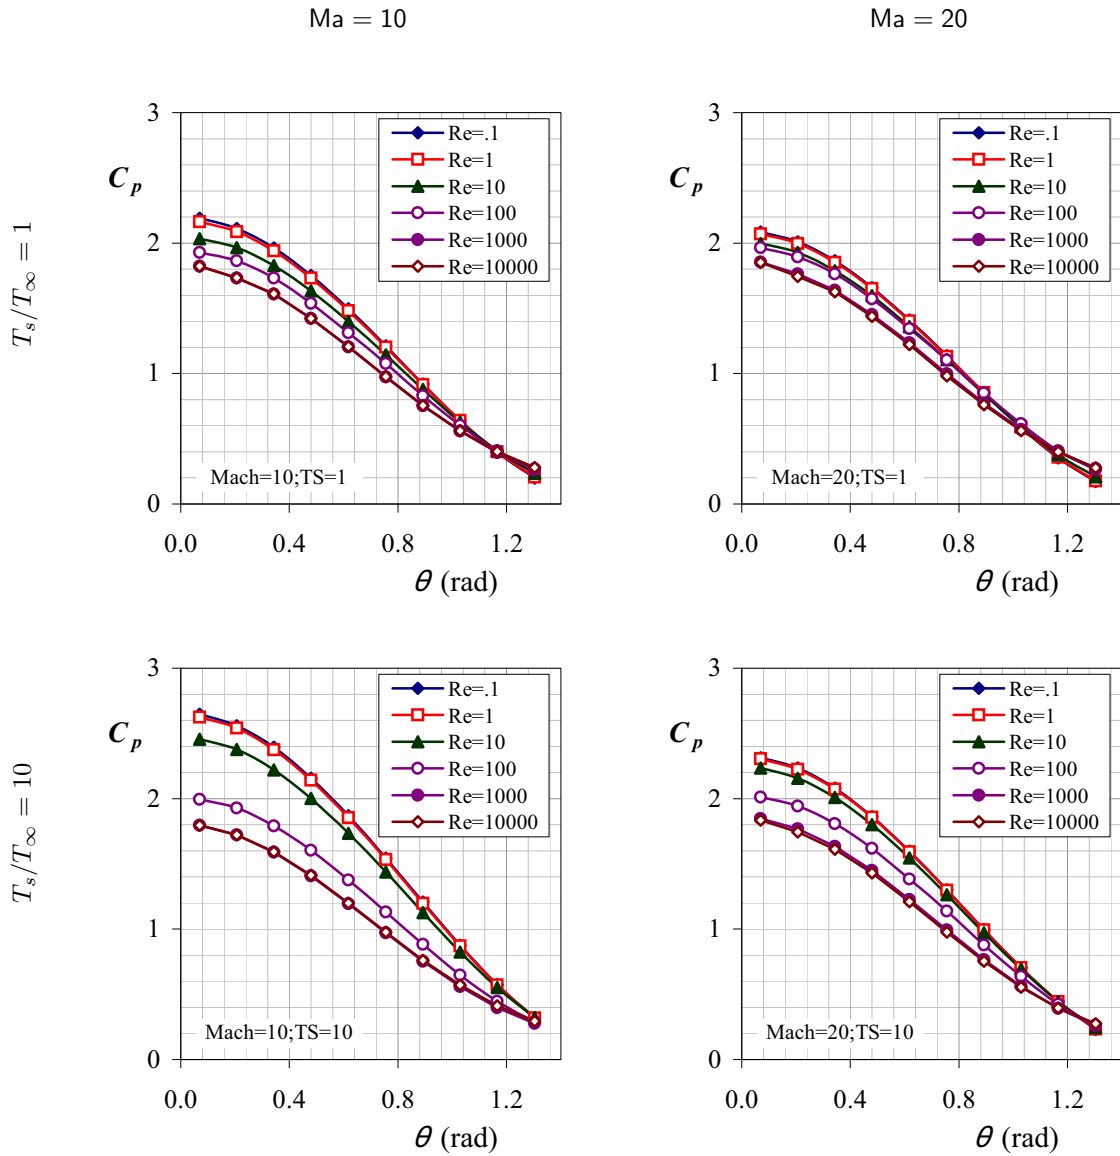 Ma = 10
Ma = 20
T_s/T_∞ = 1
3
2
1
0
C_p
Re=.1
Re=1
Re=10
Re=100
Re=1000
Re=10000
Mach=10;TS=1
0.0 0.4 0.8 1.2
θ (rad)
3
2
1
0
C_p
Re=.1
Re=1
Re=10
Re=100
Re=1000
Re=10000
Mach=20;TS=1
0.0 0.4 0.8 1.2
θ (rad)
T_s/T_∞ = 10
3
2
1
0
C_p
Re=.1
Re=1
Re=10
Re=100
Re=1000
Re=10000
Mach=10;TS=10
0.0 0.4 0.8 1.2
θ (rad)
3
2
1
0
C_p
Re=.1
Re=1
Re=10
Re=100
Re=1000
Re=10000
Mach=20;TS=10
0.0 0.4 0.8 1.2
θ (rad)